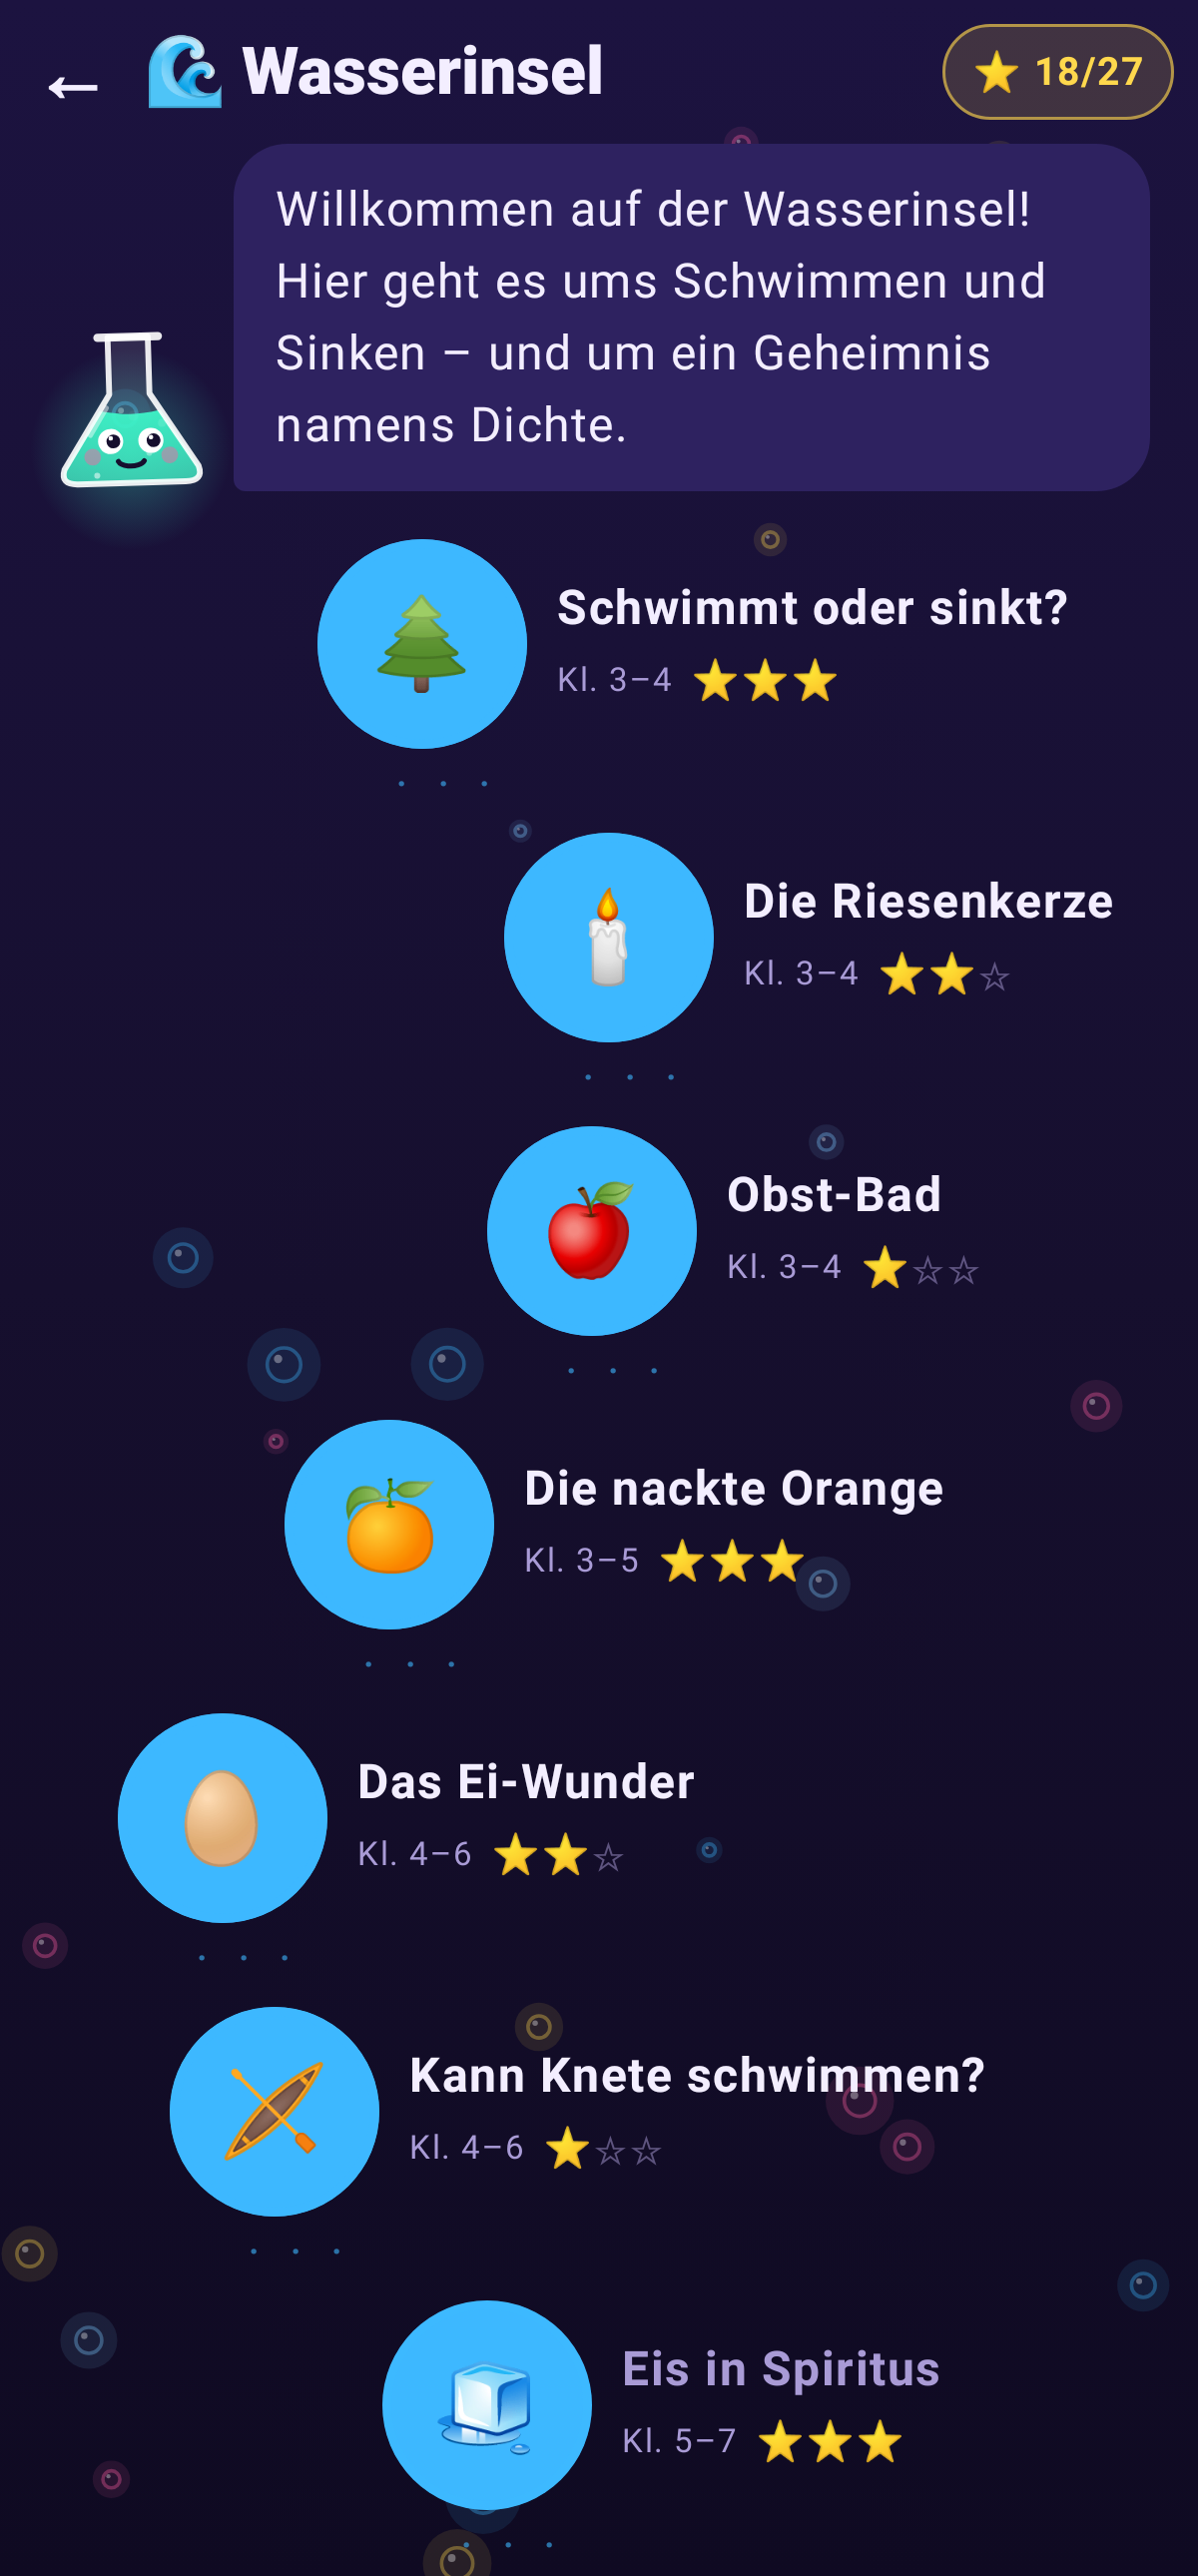 ← Wasserinsel
18/27
Willkommen auf der Wasserinsel!
Hier geht es ums Schwimmen und
Sinken – und um ein Geheimnis
namens Dichte.
Schwimmt oder sinkt?
Kl. 3–4
Die Riesenkerze
Kl. 3–4
Obst-Bad
Kl. 3–4
Die nackte Orange
Kl. 3–5
Das Ei-Wunder
Kl. 4–6
Kann Knete schwimmen?
Kl. 4–6
Eis in Spiritus
Kl. 5–7